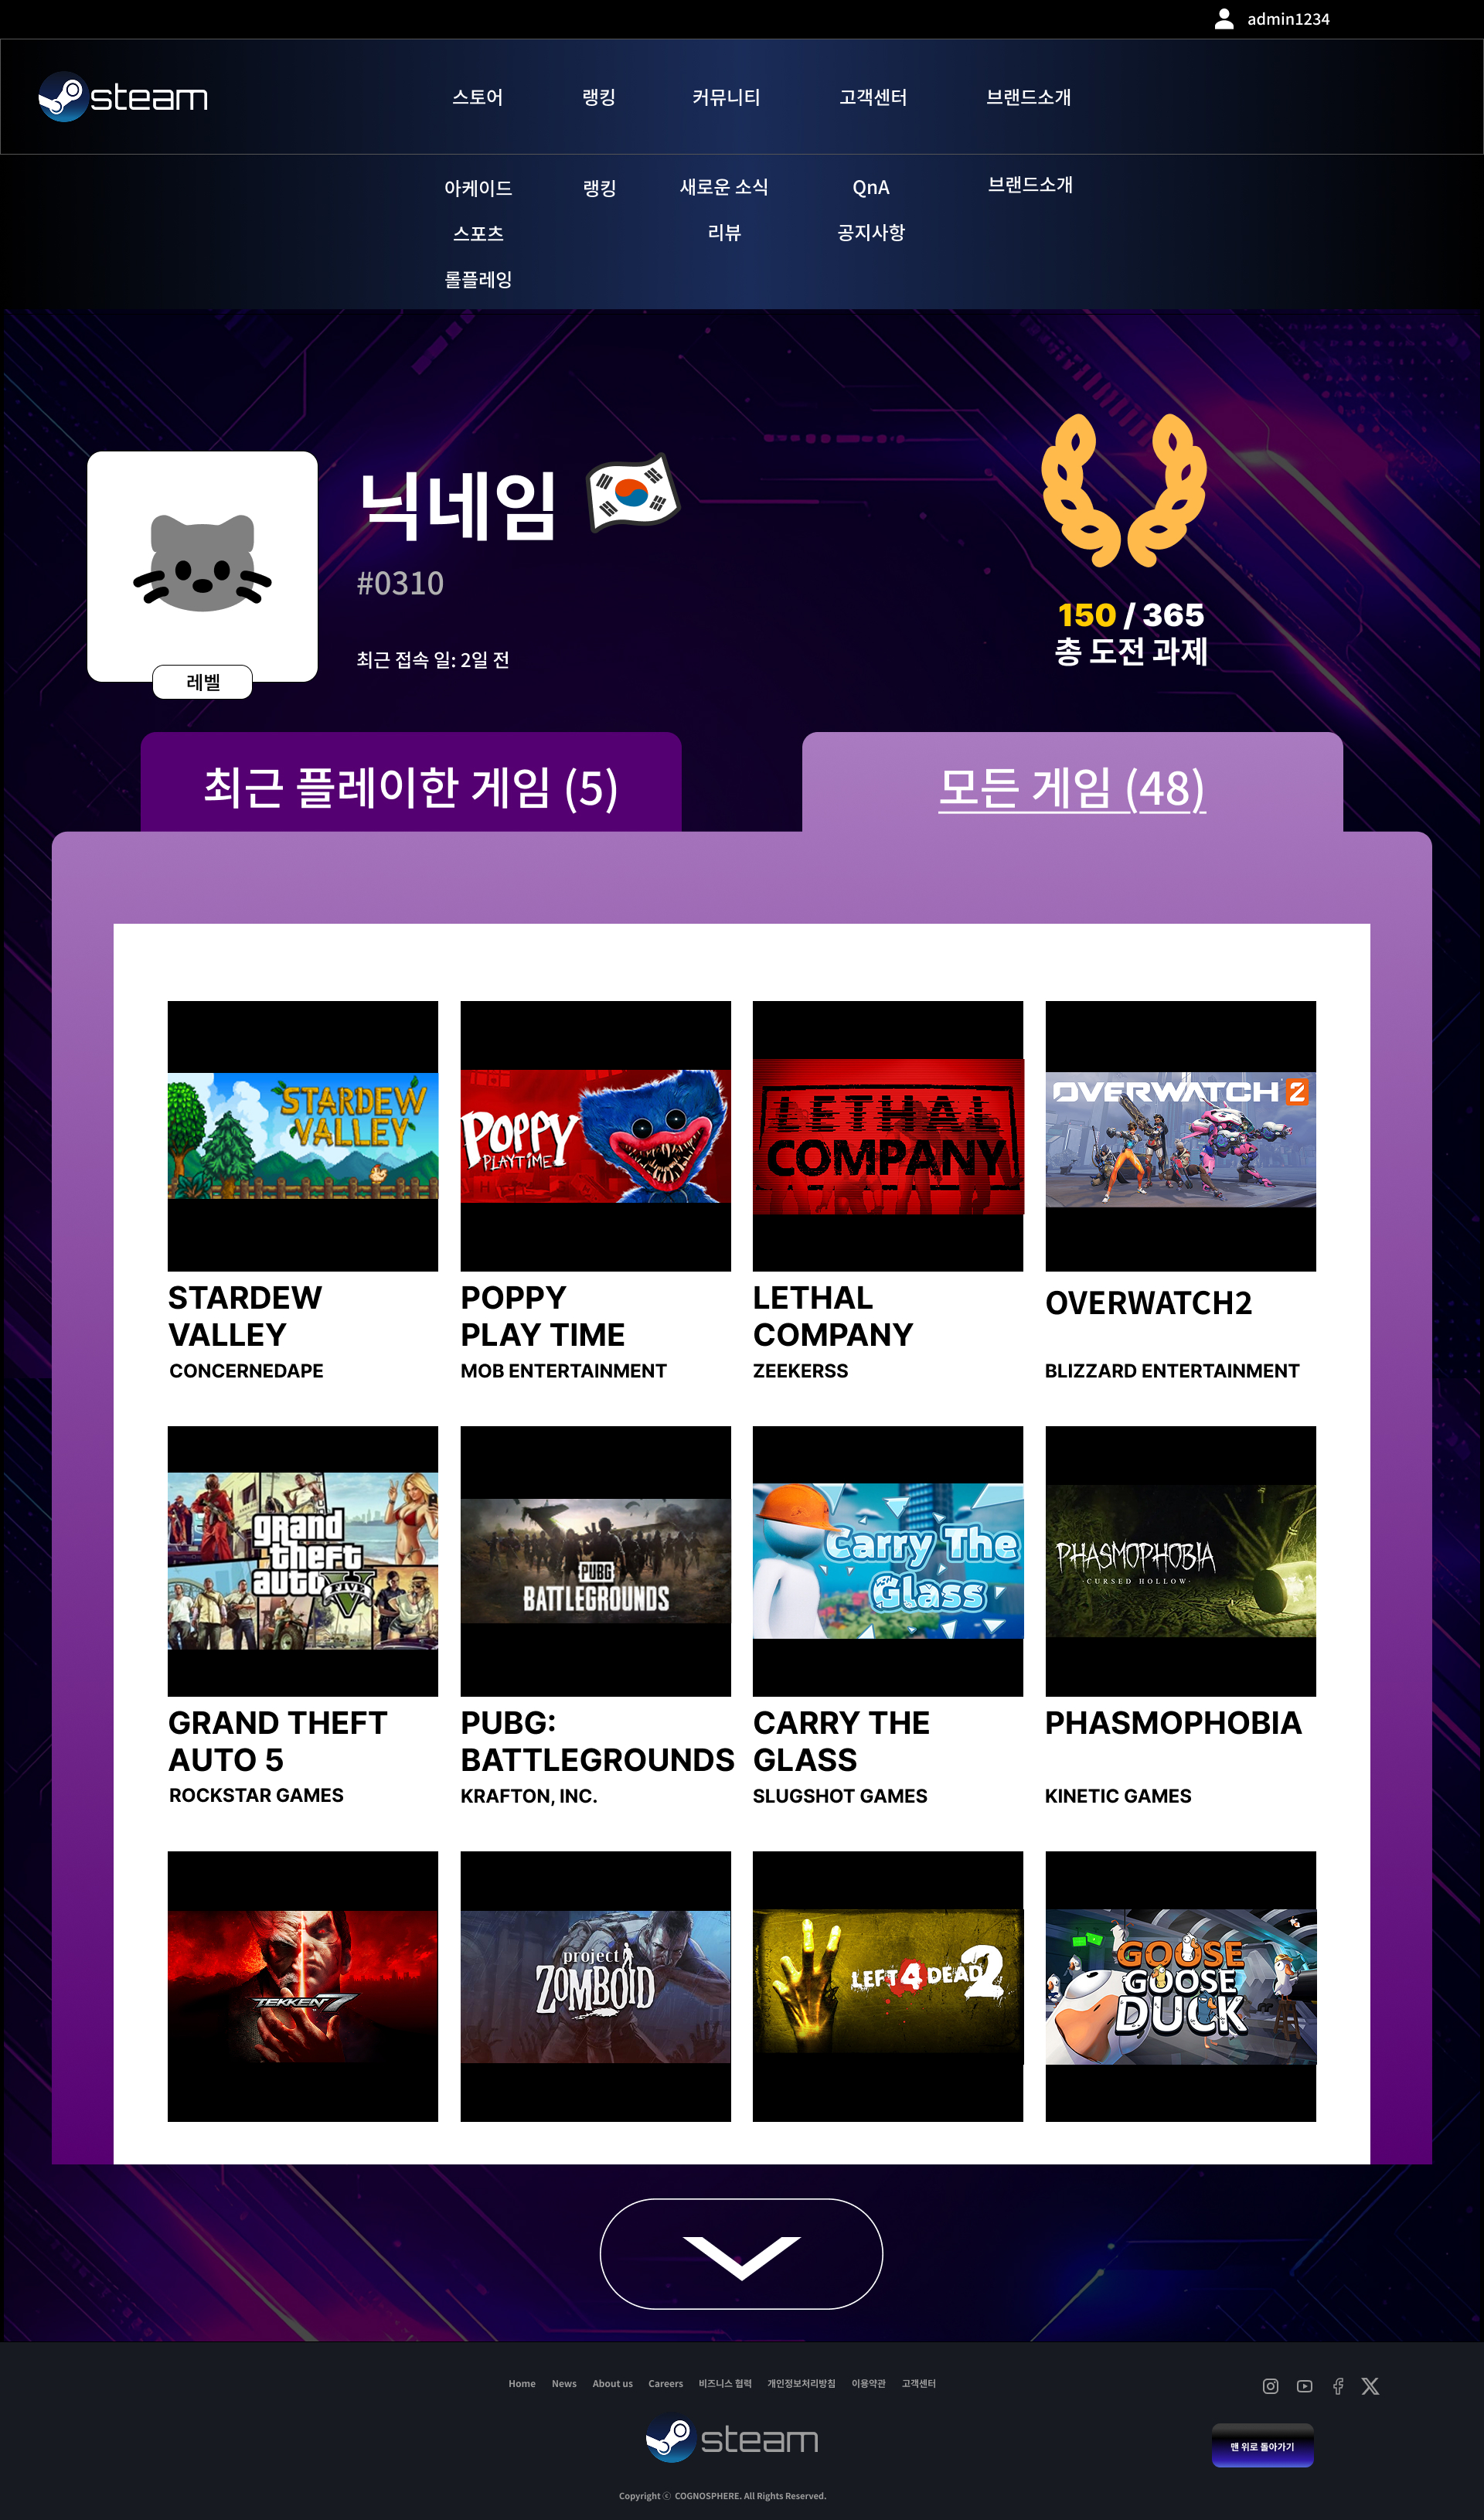 admin1234
steam
스토어 랭킹 커뮤니티 고객센터 브랜드소개
아케이드 랭킹 새로운 소식 QnA 브랜드소개
스포츠 리뷰 공지사항
롤플레잉
닉네임
#0310
최근 접속 일: 2일 전
레벨
150 / 365
총 도전 과제
최근 플레이한 게임 (5)
모든 게임 (48)
STARDEW
VALLEY
POPPY
PLAYTIME
LETHAL
COMPANY
OVERWATCH 2
STARDEW
VALLEY
CONCERNEDAPE
POPPY
PLAY TIME
MOB ENTERTAINMENT
LETHAL
COMPANY
ZEEKERSS
OVERWATCH2
BLIZZARD ENTERTAINMENT
grand
theft
auto
FIVE
PUBG
BATTLEGROUNDS
Carry The
Glass
PHASMOPHOBIA
· CURSED HOLLOW ·
GRAND THEFT
AUTO 5
ROCKSTAR GAMES
PUBG:
BATTLEGROUNDS
KRAFTON, INC.
CARRY THE
GLASS
SLUGSHOT GAMES
PHASMOPHOBIA
KINETIC GAMES
TEKKEN 7
project
ZOMBOID
LEFT 4 DEAD 2
GOOSE
GOOSE
DUCK
Home News About us Careers 비즈니스 협력 개인정보처리방침 이용약관 고객센터
steam
맨 위로 돌아가기
Copyright ⓒ COGNOSPHERE. All Rights Reserved.